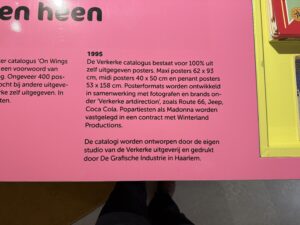 en heen
er catalogus 'On Wings
een voorwoord van
g. Ongeveer 400 pos-
ocht bij andere uitgeve-
rke zelf uitgegeven. In
ten.
1995
De Verkerke catalogus bestaat voor 100% uit
zelf uitgegeven posters. Maxi posters 62 x 93
cm, midi posters 40 x 50 cm en penant posters
53 x 158 cm. Posterformats worden ontwikkeld
in samenwerking met fotografen en brands on-
der 'Verkerke artdirection', zoals Route 66, Jeep,
Coca Cola. Popartiesten als Madonna worden
vastgelegd in een contract met Winterland
Productions.
De catalogi worden ontworpen door de eigen
studio van de Verkerke uitgeverij en gedrukt
door De Grafische Industrie in Haarlem.